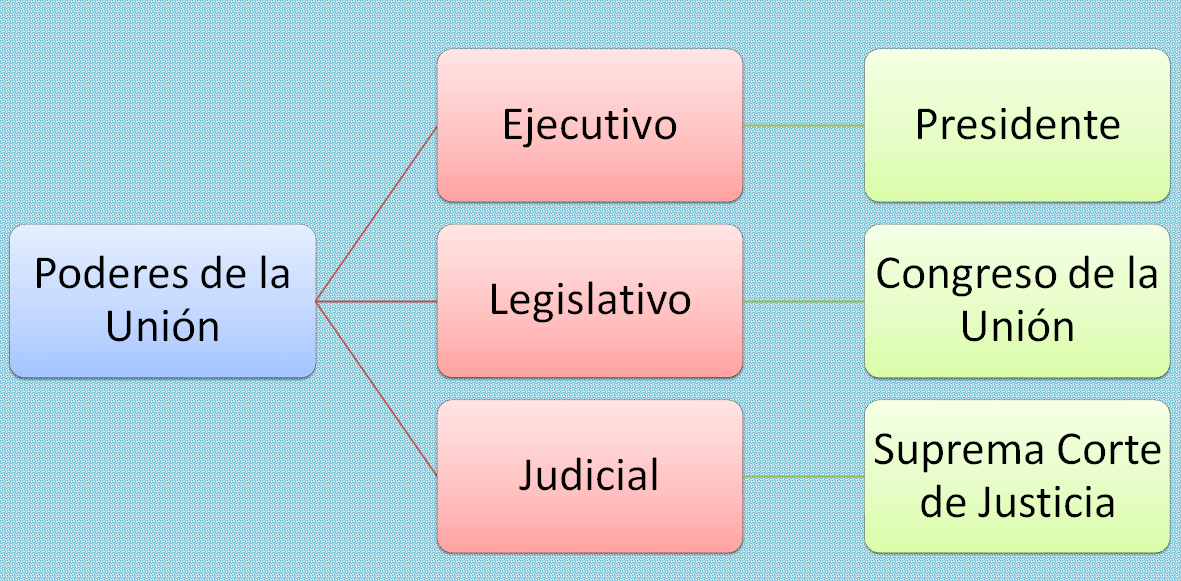 Poderes de la
Unión
Ejecutivo
Presidente
Legislativo
Congreso de la
Unión
Judicial
Suprema Corte
de Justicia